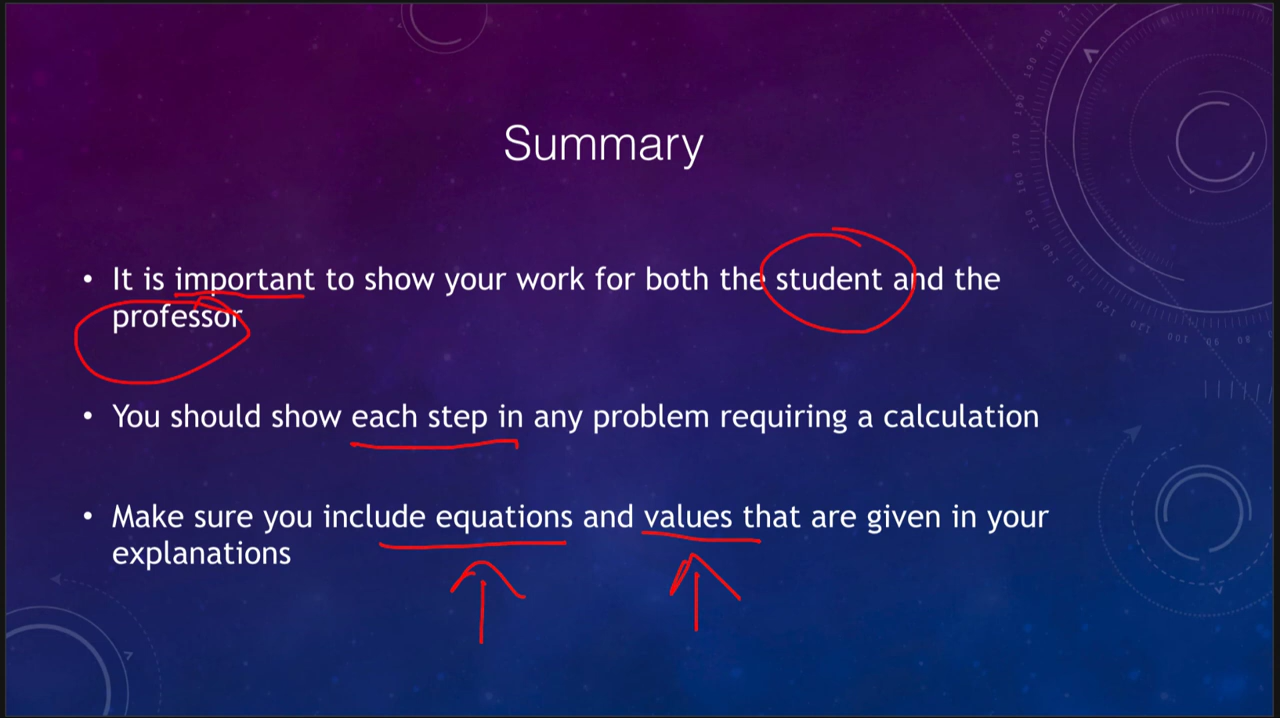 Summary
• It is important to show your work for both the student and the
professor
• You should show each step in any problem requiring a calculation
• Make sure you include equations and values that are given in your
explanations